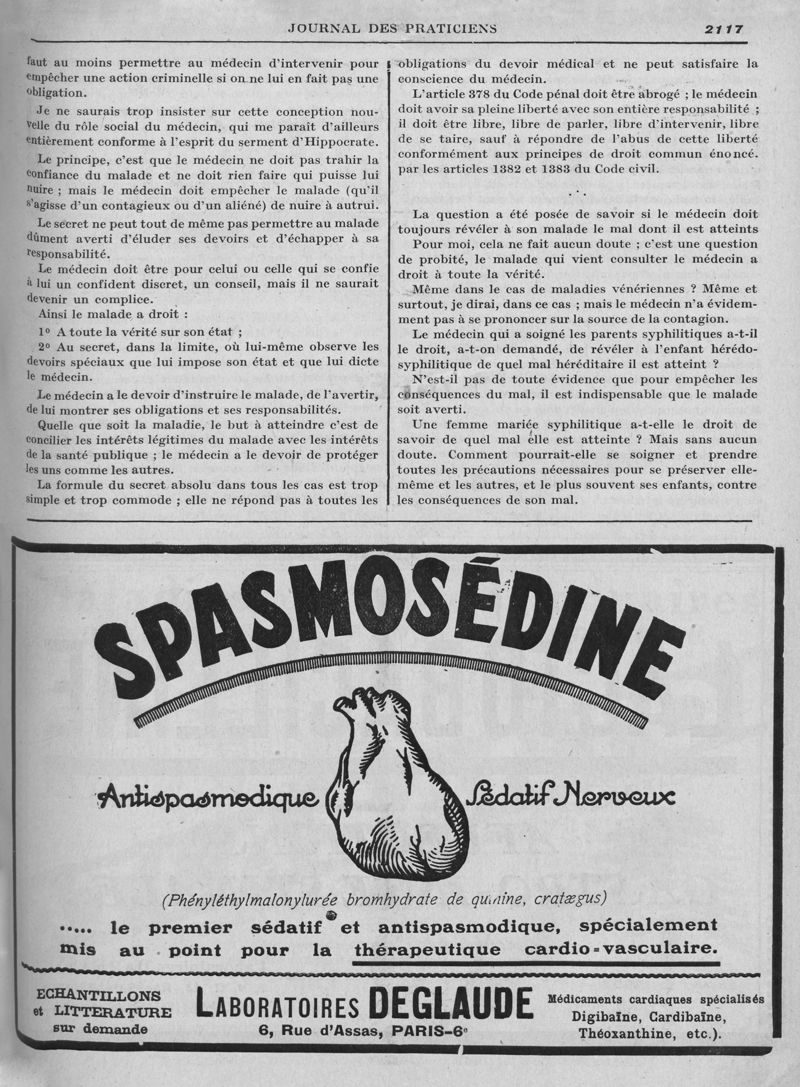 JOURNAL DES PRATICIENS
2117
faut au moins permettre au médecin d'intervenir pour
empêcher une action criminelle si on ne lui en fait pas une
obligation.
Je ne saurais trop insister sur cette conception nou-
velle du rôle social du médecin, qui me paraît d'ailleurs
entièrement conforme à l'esprit du serment d'Hippocrate.
Le principe, c'est que le médecin ne doit pas trahir la
confiance du malade et ne doit rien faire qui puisse lui
nuire ; mais le médecin doit empêcher le malade (qu'il
s'agisse d'un contagieux ou d'un aliéné) de nuire à autrui.
Le secret ne peut tout de même pas permettre au malade
dûment averti d'éluder ses devoirs et d'échapper à sa
responsabilité.
Le médecin doit être pour celui ou celle qui se confie
à lui un confident discret, un conseil, mais il ne saurait
devenir un complice.
Ainsi le malade a droit :
1º A toute la vérité sur son état ;
2º Au secret, dans la limite, où lui-même observe les
devoirs spéciaux que lui impose son état et que lui dicte
le médecin.
Le médecin a le devoir d'instruire le malade, de l'avertir,
de lui montrer ses obligations et ses responsabilités.
Quelle que soit la maladie, le but à atteindre c'est de
concilier les intérêts légitimes du malade avec les intérêts
de la santé publique ; le médecin a le devoir de protéger
les uns comme les autres.
La formule du secret absolu dans tous les cas est trop
simple et trop commode ; elle ne répond pas à toutes les
obligations du devoir médical et ne peut satisfaire la
conscience du médecin.
L'article 378 du Code pénal doit être abrogé ; le médecin
doit avoir sa pleine liberté avec son entière responsabilité ;
il doit être libre, libre de parler, libre d'intervenir, libre
de se taire, sauf à répondre de l'abus de cette liberté
conformément aux principes de droit commun énoncé.
par les articles 1382 et 1383 du Code civil.
La question a été posée de savoir si le médecin doit
toujours révéler à son malade le mal dont il est atteints
Pour moi, cela ne fait aucun doute ; c'est une question
de probité, le malade qui vient consulter le médecin a
droit à toute la vérité.
Même dans le cas de maladies vénériennes ? Même et
surtout, je dirai, dans ce cas ; mais le médecin n'a évidem-
ment pas à se prononcer sur la source de la contagion.
Le médecin qui a soigné les parents syphilitiques a-t-il
le droit, a-t-on demandé, de révéler à l'enfant hérédo-
syphilitique de quel mal héréditaire il est atteint ?
N'est-il pas de toute évidence que pour empêcher les
conséquences du mal, il est indispensable que le malade
soit averti.
Une femme mariée syphilitique a-t-elle le droit de
savoir de quel mal elle est atteinte ? Mais sans aucun
doute. Comment pourrait-elle se soigner et prendre
toutes les précautions nécessaires pour se préserver elle-
même et les autres, et le plus souvent ses enfants, contre
les conséquences de son mal.
SPASMOSÉDINE
Antispasmodique Sédatif Nerveux
(Phényléthylmalonylurée bromhydrate de quinine, cratægus)
..... le premier sédatif et antispasmodique, spécialement
mis au point pour la thérapeutique cardio-vasculaire.
ECHANTILLONS
et LITTERATURE
sur demande
LABORATOIRES DEGLAUDE
6, Rue d'Assas, PARIS-6º
Médicaments cardiaques spécialisés
Digibaïne, Cardibaïne,
Théoxanthine, etc.).